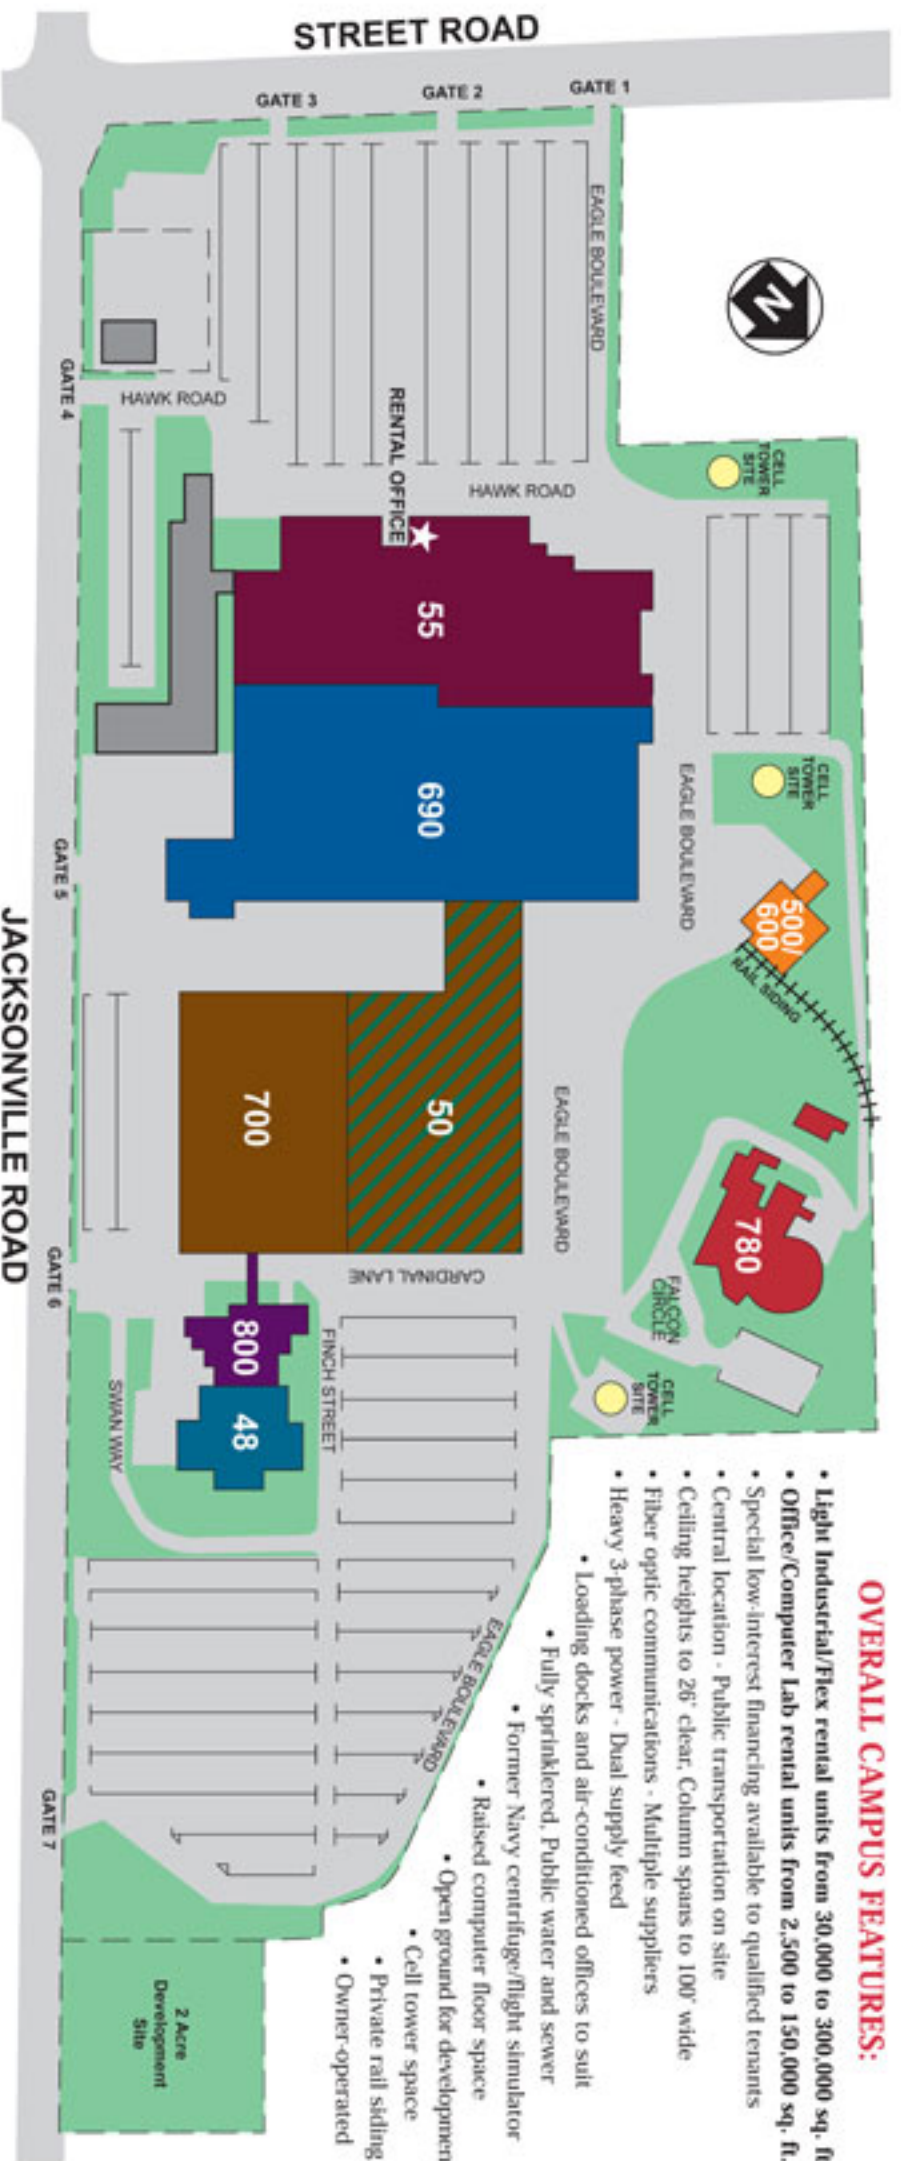 STREET ROAD
GATE 3
GATE 2
GATE 1
EAGLE BOULEVARD
N
GATE 4
HAWK ROAD
RENTAL OFFICE
HAWK ROAD
CELL
TOWER
SITE
55
690
EAGLE BOULEVARD
CELL
TOWER
SITE
500/
600
RAIL SIDING
GATE 5
JACKSONVILLE ROAD
700
50
EAGLE BOULEVARD
780
FALCON
CIRCLE
CARDINAL LANE
GATE 6
800
48
FINCH STREET
SWAN WAY
CELL
TOWER
SITE
EAGLE BOULEVARD
GATE 7
2 Acre
Development
Site
OVERALL CAMPUS FEATURES:
• Light Industrial/Flex rental units from 30,000 to 300,000 sq. ft
• Office/Computer Lab rental units from 2,500 to 150,000 sq. ft.
• Special low-interest financing available to qualified tenants
• Central location - Public transportation on site
• Ceiling heights to 26' clear, Column spans to 100' wide
• Fiber optic communications - Multiple suppliers
• Heavy 3-phase power - Dual supply feed
• Loading docks and air-conditioned offices to suit
• Fully sprinklered, Public water and sewer
• Former Navy centrifuge/flight simulator
• Raised computer floor space
• Open ground for developmen
• Cell tower space
• Private rail siding
• Owner-operated